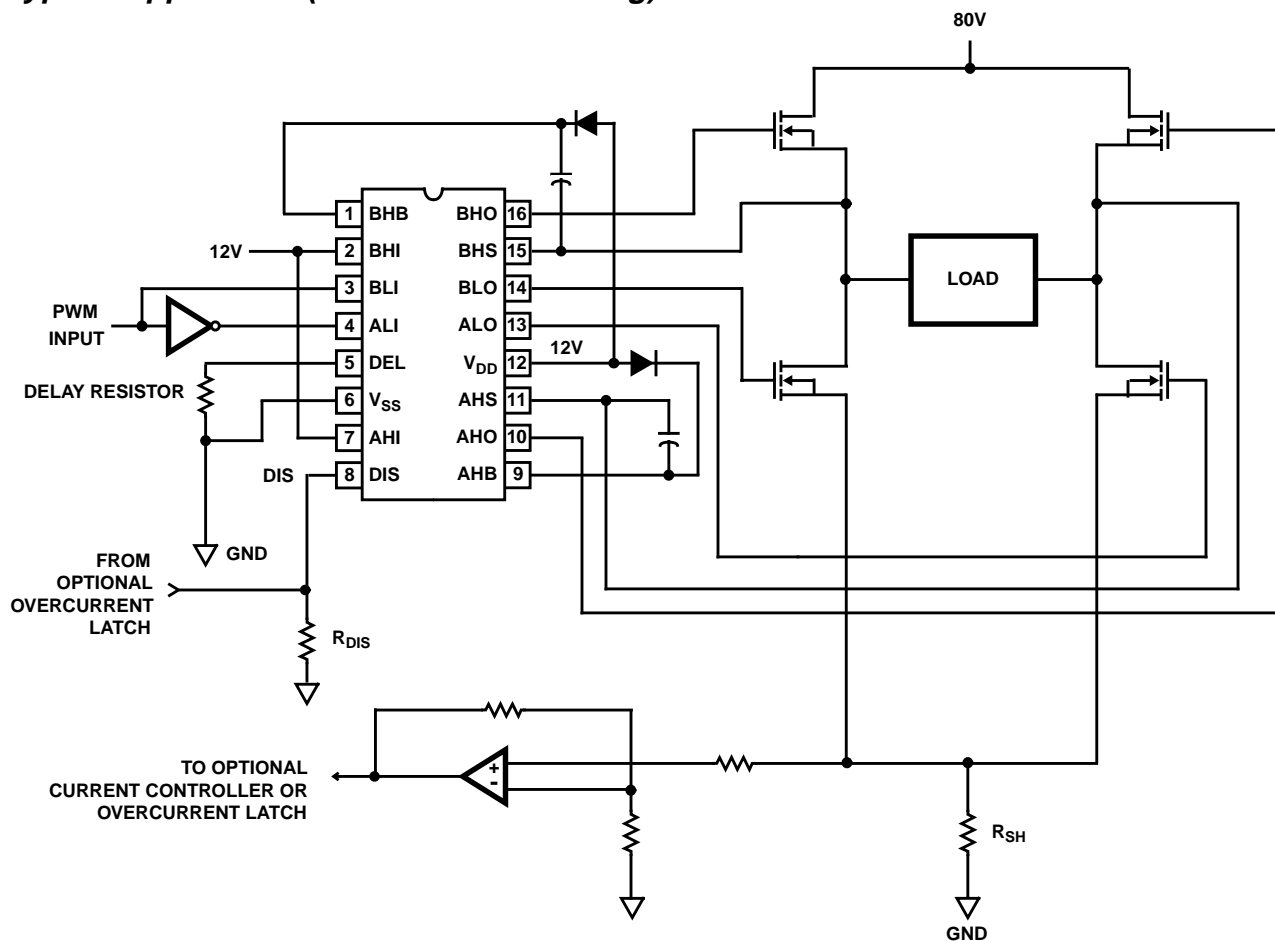 80V
1 BHB BHO 16
12V 2 BHI BHS 15
3 BLI BLO 14
PWM
INPUT
4 ALI ALO 13
5 DEL VDD 12 12V
DELAY RESISTOR
6 VSS AHS 11
7 AHI AHO 10
DIS 8 DIS AHB 9
LOAD
GND
FROM
OPTIONAL
OVERCURRENT
LATCH
RDIS
TO OPTIONAL
CURRENT CONTROLLER OR
OVERCURRENT LATCH
+
-
RSH
GND